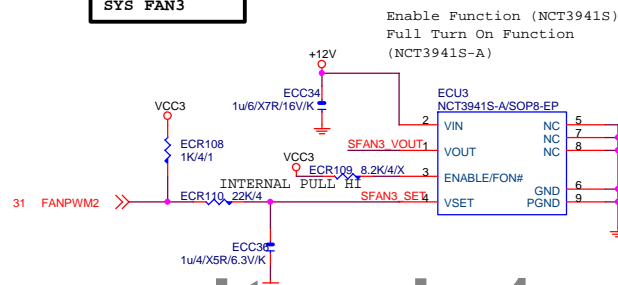 SYS FAN3
Enable Function (NCT3941S)
Full Turn On Function
(NCT3941S-A)
+12V
ECC34
1u/6/X7R/16V/K
ECU3
NCT3941S-A/SOP8-EP
VCC3
ECR108
1K/4/1
2 VIN NC 5
NC 7
SFAN3_VOUT 1 VOUT NC 8
VCC3
ECR109 8.2K/4/X 3 ENABLE/FON#
INTERNAL PULL HI
GND 6
31 FANPWM2 ECR110 22K/4 SFAN3_SET 4 VSET PGND 9
ECC36
1u/4/X5R/6.3V/K